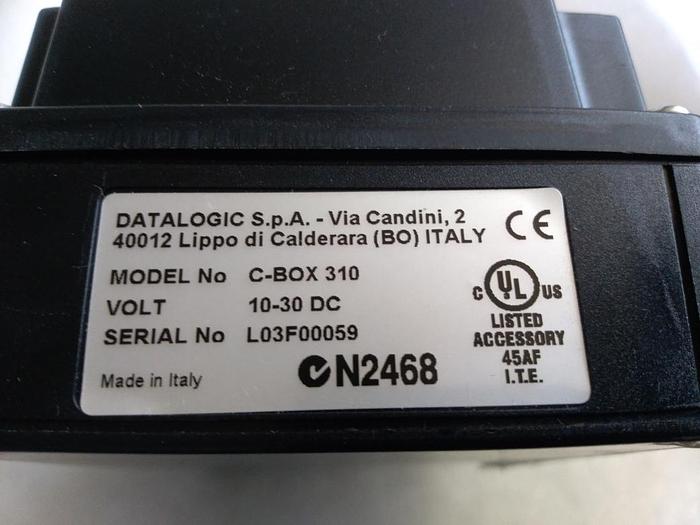 DATALOGIC S.p.A. - Via Candini, 2
40012 Lippo di Calderara (BO) ITALY
CE
MODEL No C-BOX 310
VOLT 10-30 DC
SERIAL No L03F00059
Made in Italy
N2468
C UL US
LISTED
ACCESSORY
45AF
I.T.E.